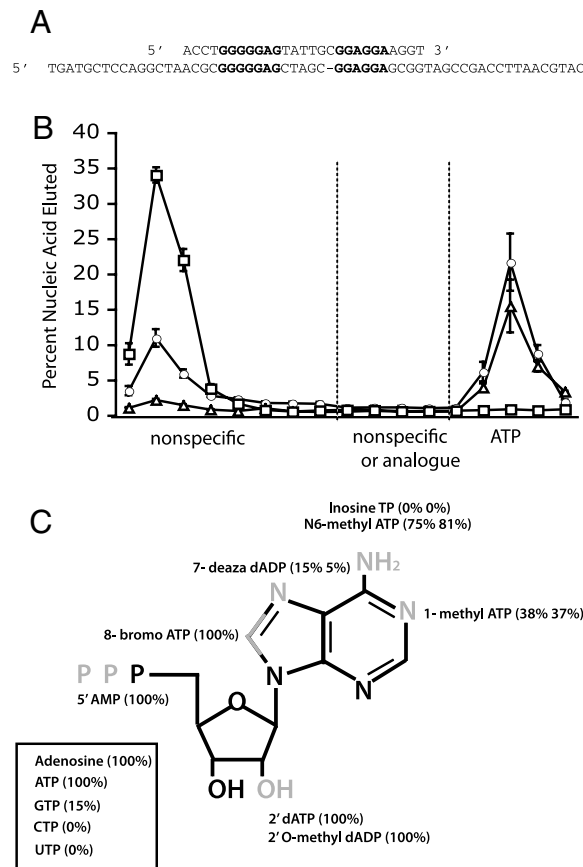 A
5′ ACCTGGGGGAGTATTGCGGAGGAAGGT 3′
5′ TGATGCTCCAGGCTAACGCGGGGGAGCTAGC-GGAGGAGCGGTAGCCGACCTTAACGTAC
B
40
35
30
25
20
15
10
5
0
Percent Nucleic Acid Eluted
nonspecific
nonspecific
or analogue
ATP
C
Inosine TP (0% 0%)
N6-methyl ATP (75% 81%)
NH2
7- deaza dADP (15% 5%)
N
N
1- methyl ATP (38% 37%)
8- bromo ATP (100%)
P P P
N
N
5′ AMP (100%)
O
OH
OH
2′ dATP (100%)
2′ O-methyl dADP (100%)
Adenosine (100%)
ATP (100%)
GTP (15%)
CTP (0%)
UTP (0%)